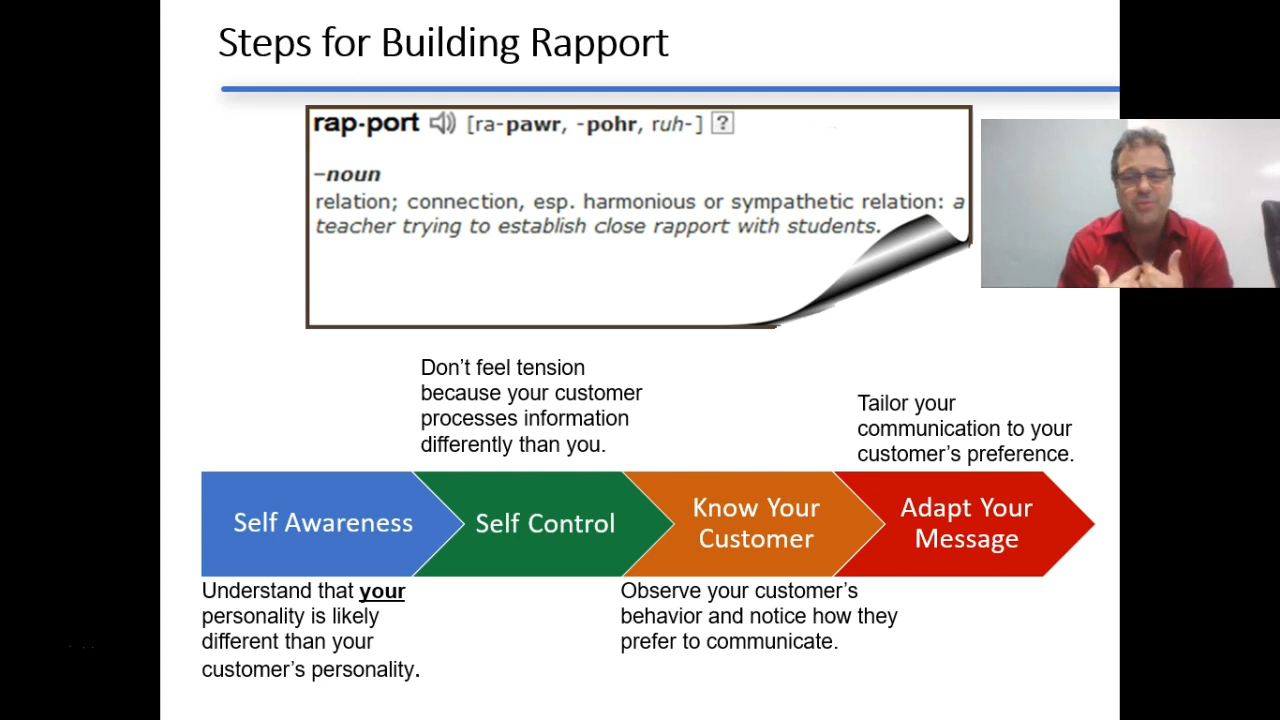 Steps for Building Rapport
rap·port [ra-pawr, -pohr, ruh-] ?
–noun
relation; connection, esp. harmonious or sympathetic relation: a
teacher trying to establish close rapport with students.
Don’t feel tension
because your customer
processes information
differently than you.
Tailor your
communication to your
customer’s preference.
Self Awareness
Self Control
Know Your
Customer
Adapt Your
Message
Understand that your
personality is likely
different than your
customer’s personality.
Observe your customer’s
behavior and notice how they
prefer to communicate.